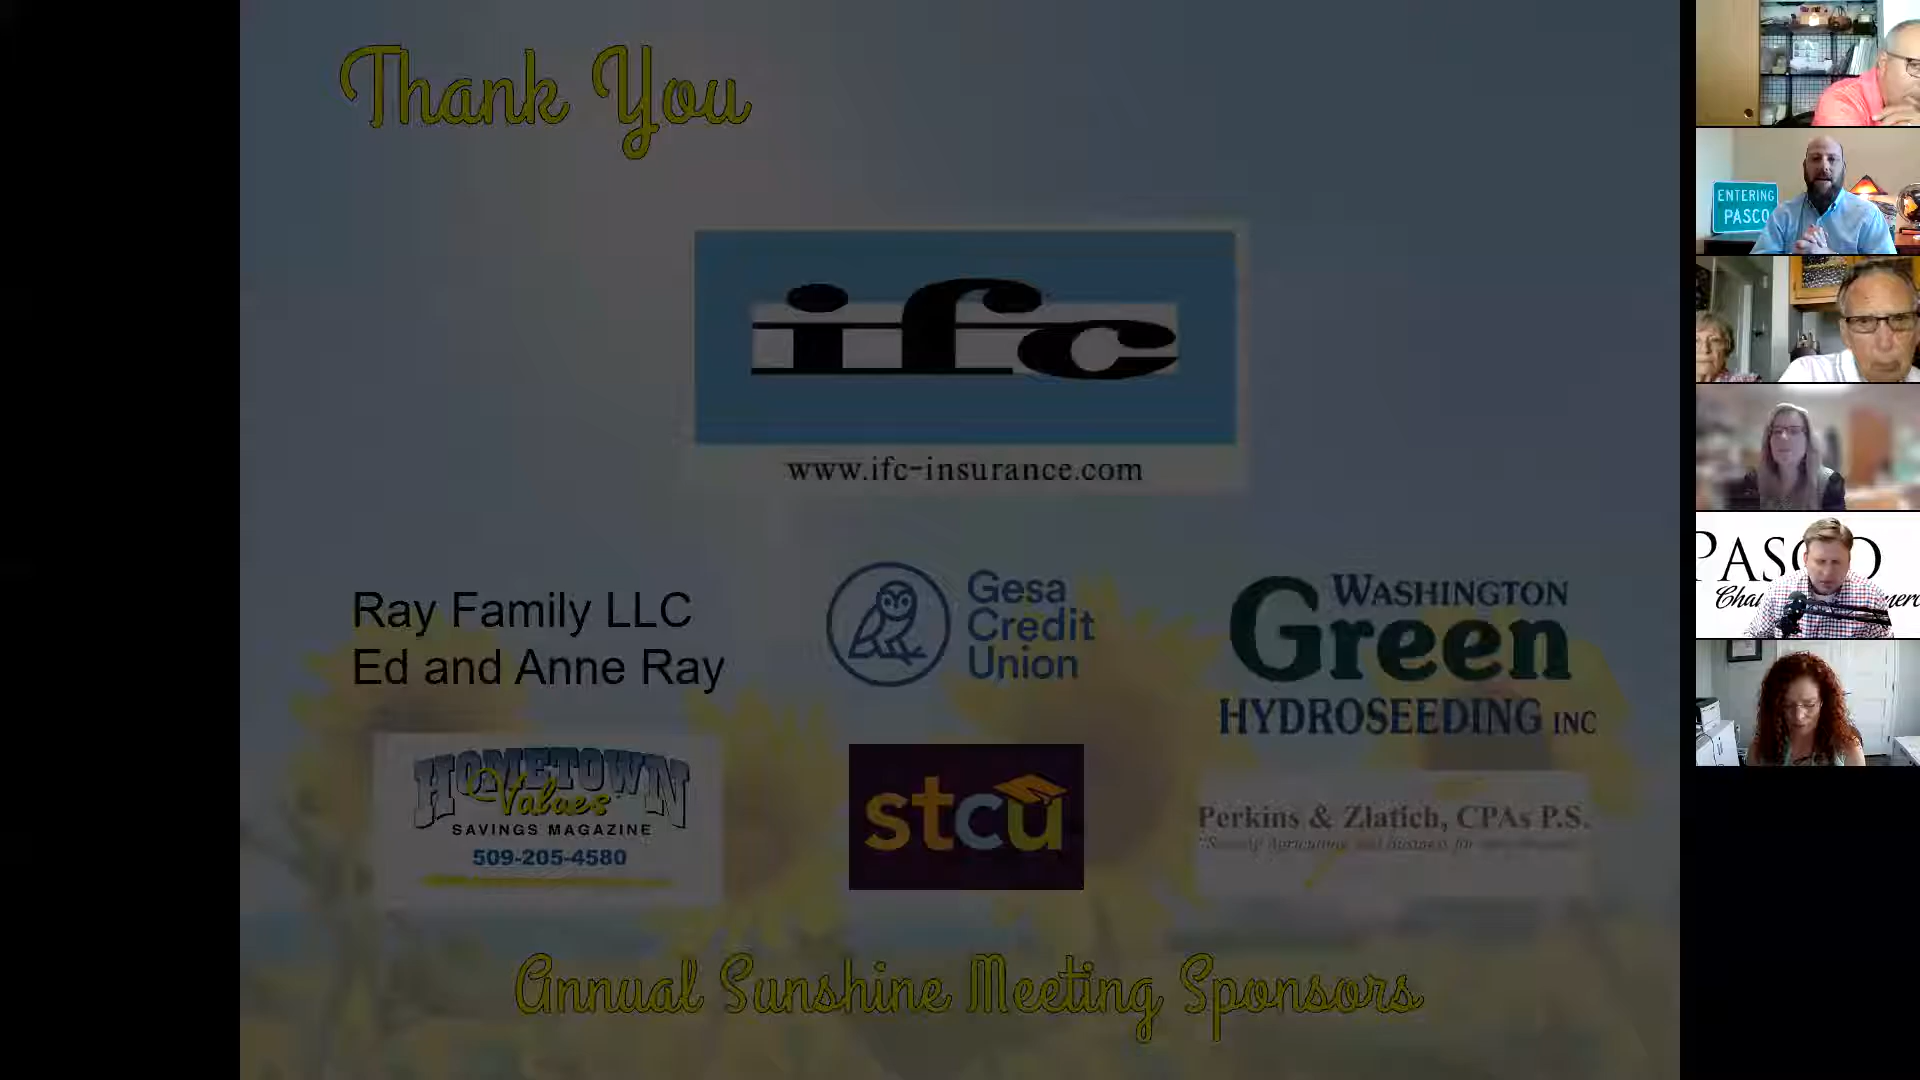 Thank You
ifc
www.ifc-insurance.com
Ray Family LLC
Ed and Anne Ray
Gesa
Credit
Union
WASHINGTON
Green
HYDROSEEDING INC
HOMETOWN
Values
SAVINGS MAGAZINE
509-205-4580
stcu
Perkins & Zlatich, CPAs P.S.
Annual Sunshine Meeting Sponsors
ENTERING
PASCO
PASCO